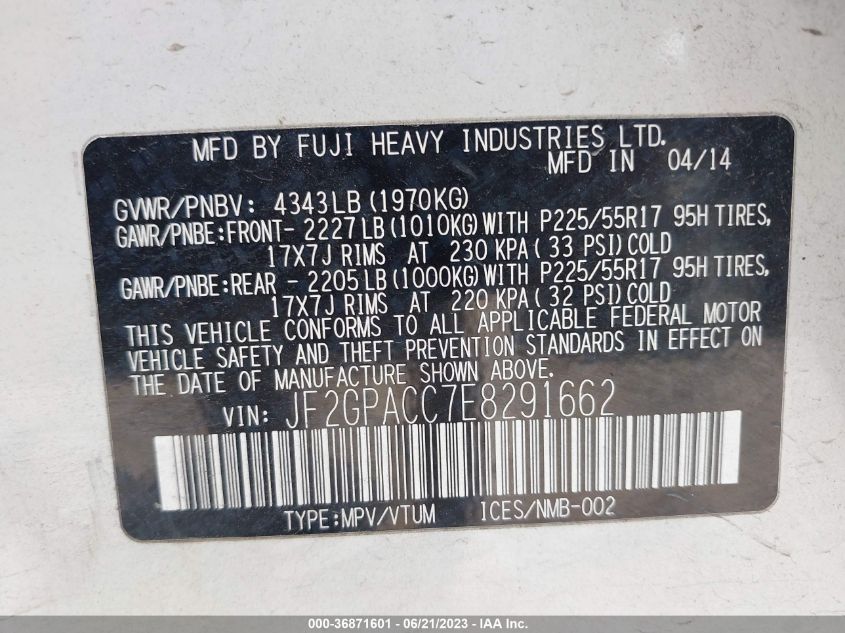 MFD BY FUJI HEAVY INDUSTRIES LTD.
MFD IN 04/14
GVWR/PNBV: 4343LB (1970KG)
GAWR/PNBE:FRONT- 2227LB (1010KG) WITH P225/55R17 95H TIRES,
17X7J RIMS AT 230 KPA ( 33 PSI) COLD
GAWR/PNBE:REAR - 2205LB (1000KG) WITH P225/55R17 95H TIRES,
17X7J RIMS AT 220 KPA ( 32 PSI) COLD
THIS VEHICLE CONFORMS TO ALL APPLICABLE FEDERAL MOTOR
VEHICLE SAFETY AND THEFT PREVENTION STANDARDS IN EFFECT ON
THE DATE OF MANUFACTURE SHOWN ABOVE.
VIN: JF2GPACC7E8291662
TYPE:MPV/VTUM ICES/NMB-002
000-36871601 - 06/21/2023 - IAA, Inc.